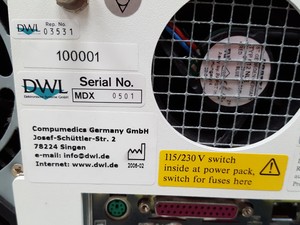 DWL
Rep. No.
03531
100001
DWL
Serial No.
MDX 0501
Compumedics Germany GmbH
Josef-Schüttler-Str. 2
78224 Singen
e-mail: info@dwl.de
Internet: www.dwl.de
2006-02
115/230 V switch
inside at power pack,
switch for fuses here